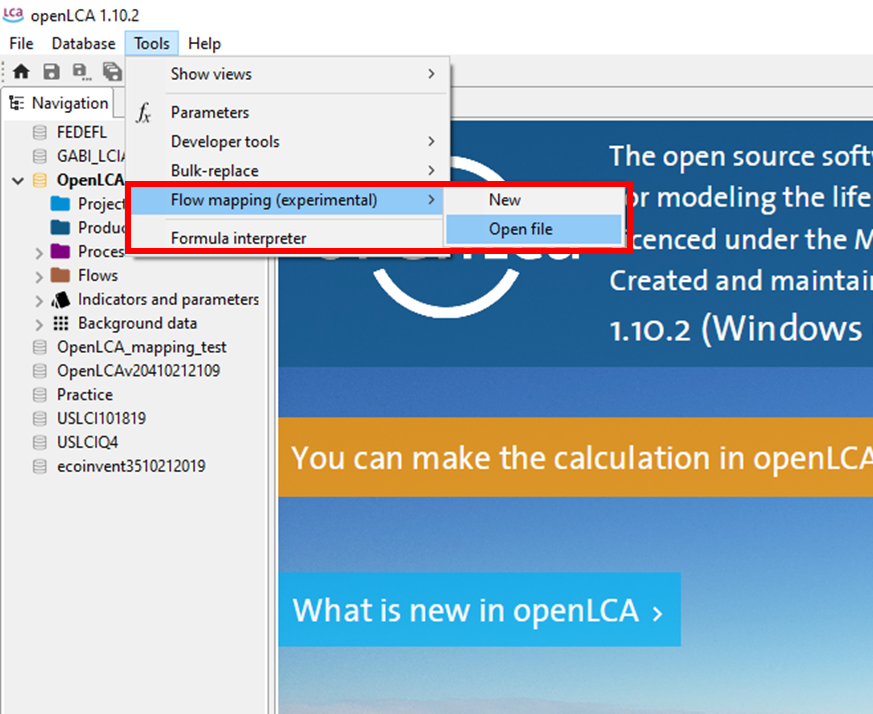 LCA openLCA 1.10.2
File Database Tools Help
Navigation
FEDEFL
GABI_LCIA
OpenLCA
Project
Produc
Proces
Flows
Indicators and parameters
Background data
OpenLCA_mapping_test
OpenLCAv20410212109
Practice
USLCI101819
USLCIQ4
ecoinvent3510212019
Show views
fx Parameters
Developer tools
Bulk-replace
Flow mapping (experimental)
Formula interpreter
New
Open file
The open source soft
or modeling the life
icenced under the M
Created and maintain
1.10.2 (Windows
You can make the calculation in openLCA
What is new in openLCA ›